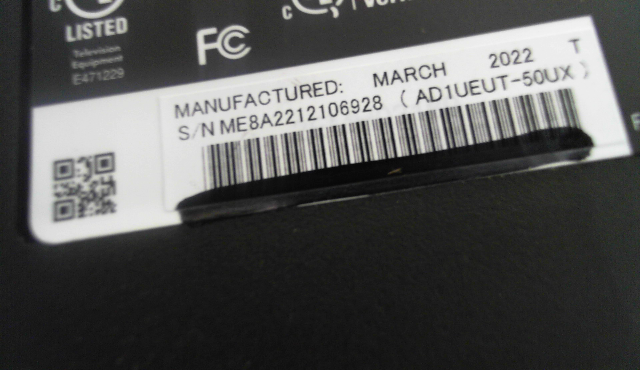 LISTED
Television
Equipment
E471229
FC
MANUFACTURED: MARCH 2022 T
S/N ME8A2212106928 ( AD1UEUT-50UX )